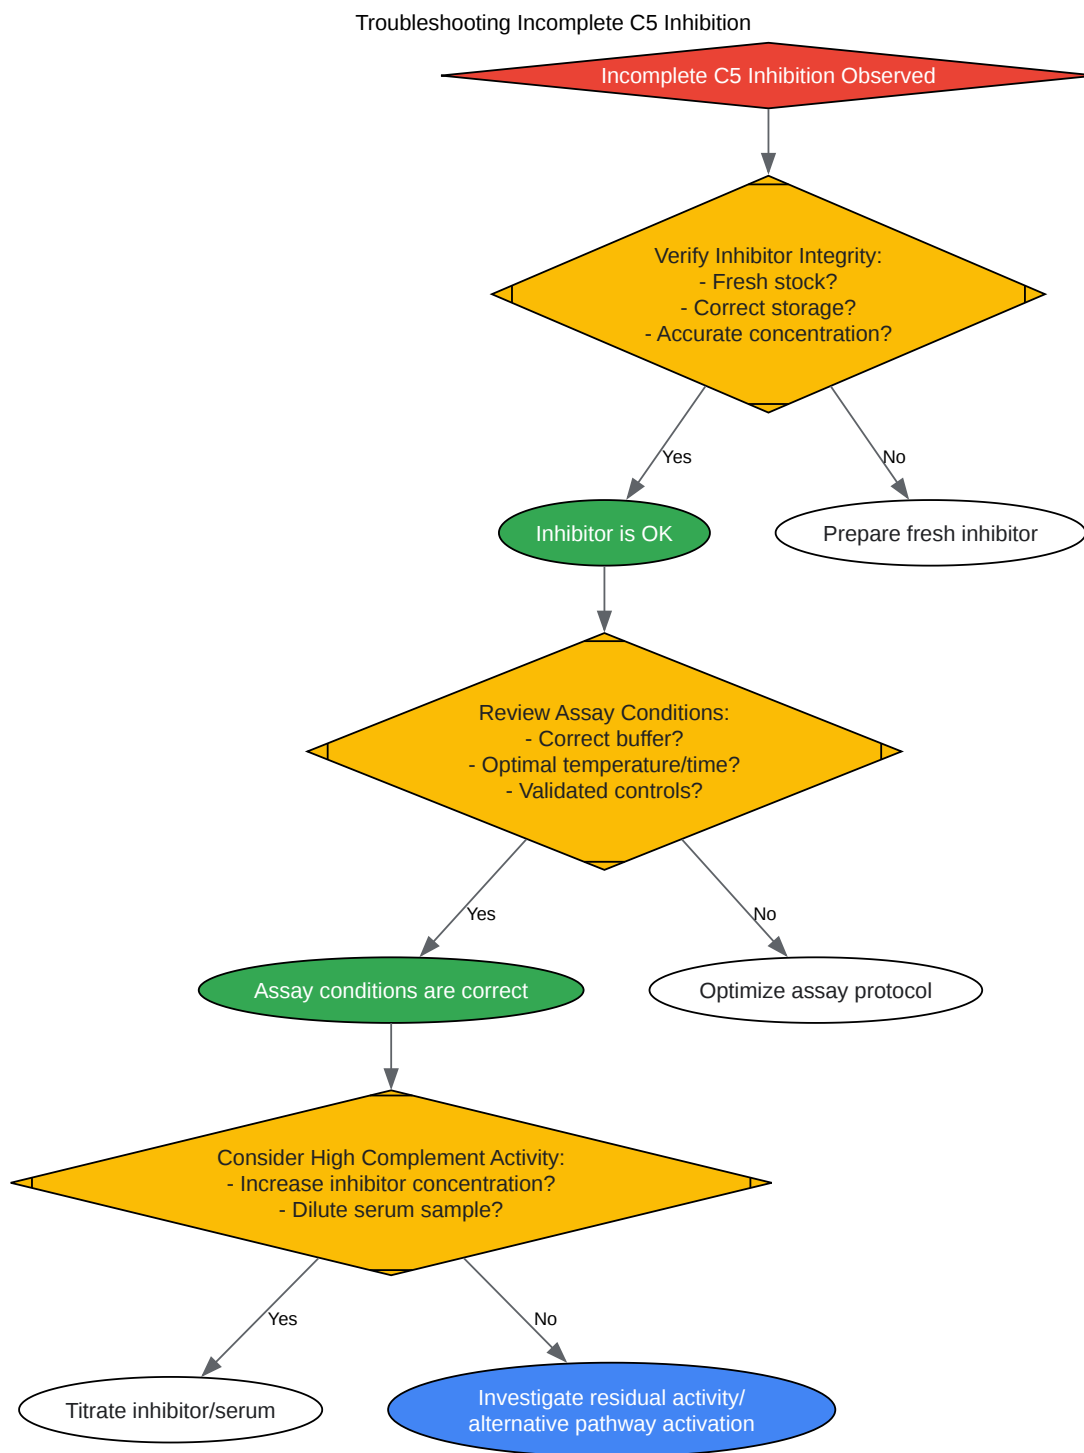 Troubleshooting Incomplete C5 Inhibition
Incomplete C5 Inhibition Observed
Verify Inhibitor Integrity:
- Fresh stock?
- Correct storage?
- Accurate concentration?
Yes
No
Inhibitor is OK
Prepare fresh inhibitor
Review Assay Conditions:
- Correct buffer?
- Optimal temperature/time?
- Validated controls?
Yes
No
Assay conditions are correct
Optimize assay protocol
Consider High Complement Activity:
- Increase inhibitor concentration?
- Dilute serum sample?
Yes
No
Titrate inhibitor/serum
Investigate residual activity/
alternative pathway activation